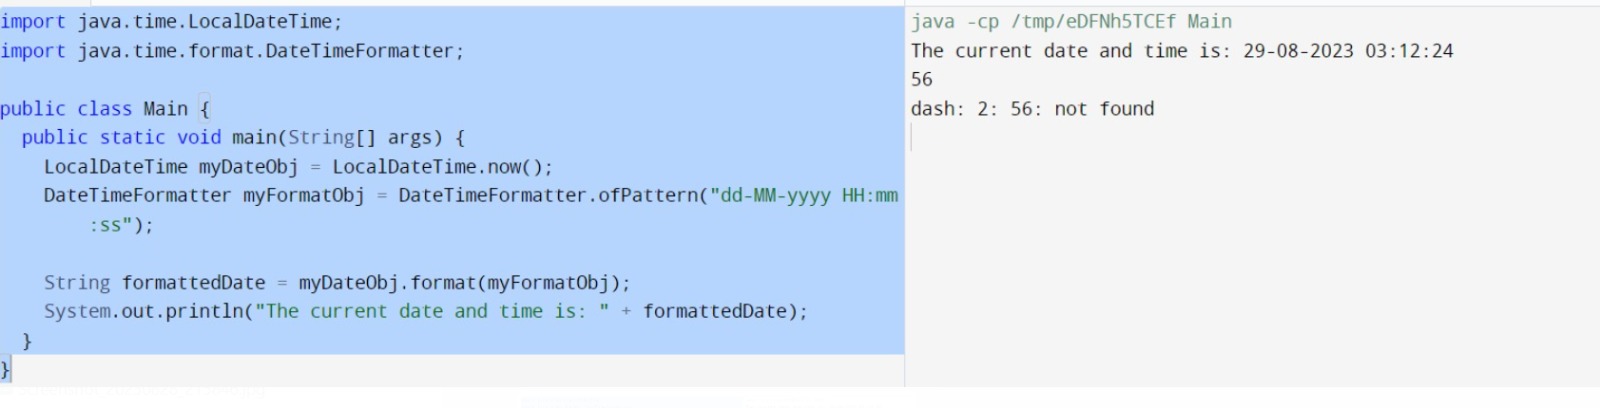 import java.time.LocalDateTime;
import java.time.format.DateTimeFormatter;
public class Main {
public static void main(String[] args) {
LocalDateTime myDateObj = LocalDateTime.now();
DateTimeFormatter myFormatObj = DateTimeFormatter.ofPattern("dd-MM-yyyy HH:mm
:ss");
String formattedDate = myDateObj.format(myFormatObj);
System.out.println("The current date and time is: " + formattedDate);
}
}
java -cp /tmp/eDFNh5TCEf Main
The current date and time is: 29-08-2023 03:12:24
56
dash: 2: 56: not found